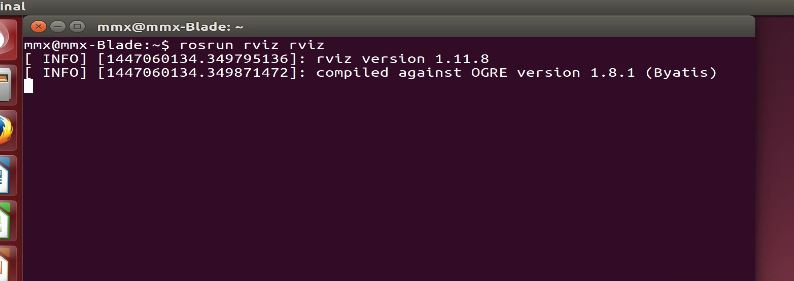 inal
mmx@mmx-Blade: ~
mmx@mmx-Blade:~$ rosrun rviz rviz
[ INFO] [1447060134.349795136]: rviz version 1.11.8
[ INFO] [1447060134.349871472]: compiled against OGRE version 1.8.1 (Byatis)